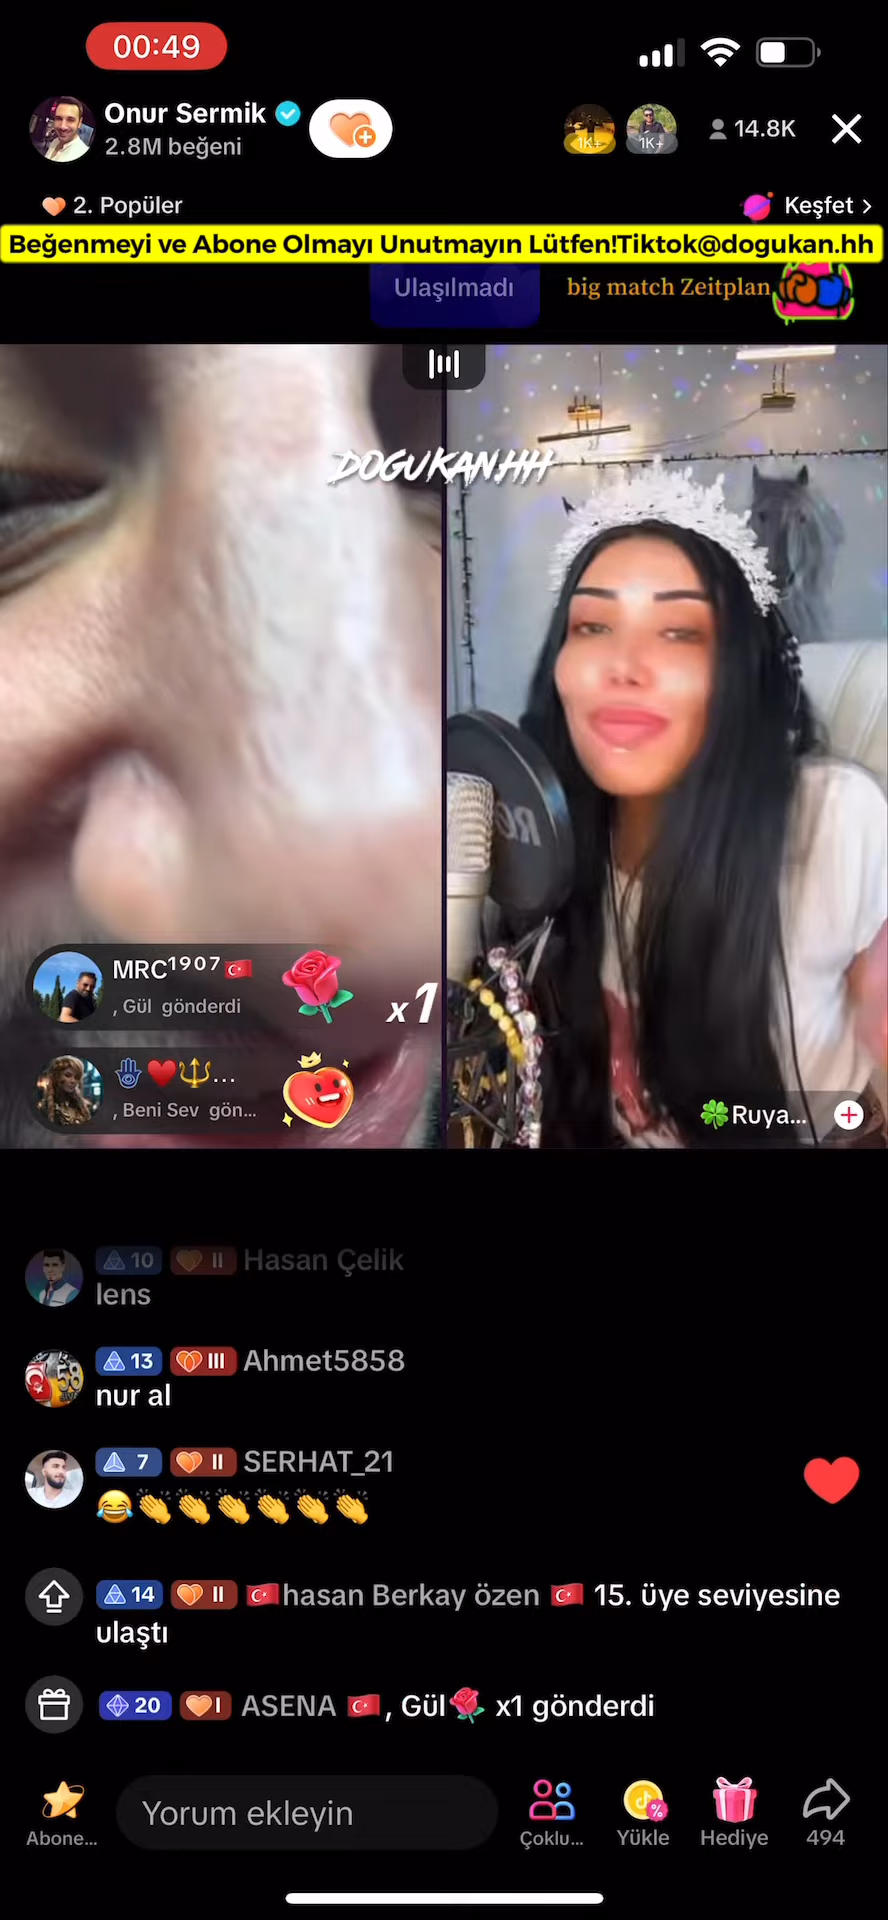 00:49
Onur Sermik
2.8M beğeni
1K+
1K+
14.8K
2. Popüler
Keşfet >
Beğenmeyi ve Abone Olmayı Unutmayın Lütfen!Tiktok@dogukan.hh
Ulaşılmadı
big match Zeitplan
DOGUKAN.HH
MRC¹⁹⁰⁷🇹🇷
, Gül gönderdi
x1
...
, Beni Sev gön...
🍀Ruya...
10 II Hasan Çelik
lens
13 III Ahmet5858
nur al
7 II SERHAT_21
😂👏👏👏👏👏👏
14 II 🇹🇷hasan Berkay özen 🇹🇷 15. üye seviyesine
ulaştı
20 I ASENA 🇹🇷, Gül🌹 x1 gönderdi
Yorum ekleyin
Abone...
Çoklu...
Yükle
Hediye
494